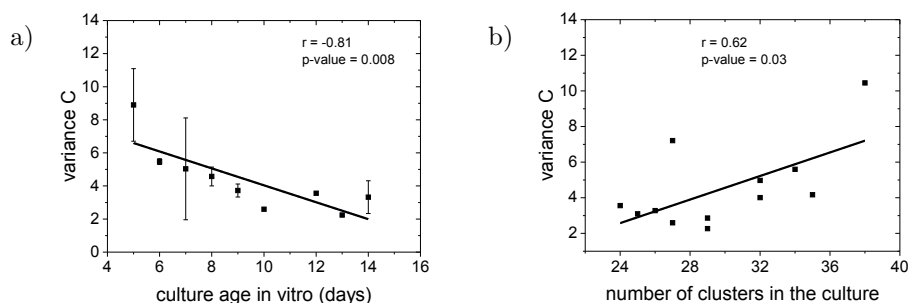 a)
r = -0.81
p-value = 0.008
variance C
14
12
10
8
6
4
2
0
4 6 8 10 12 14 16
culture age in vitro (days)
b)
r = 0.62
p-value = 0.03
variance C
14
12
10
8
6
4
2
24 28 32 36 40
number of clusters in the culture